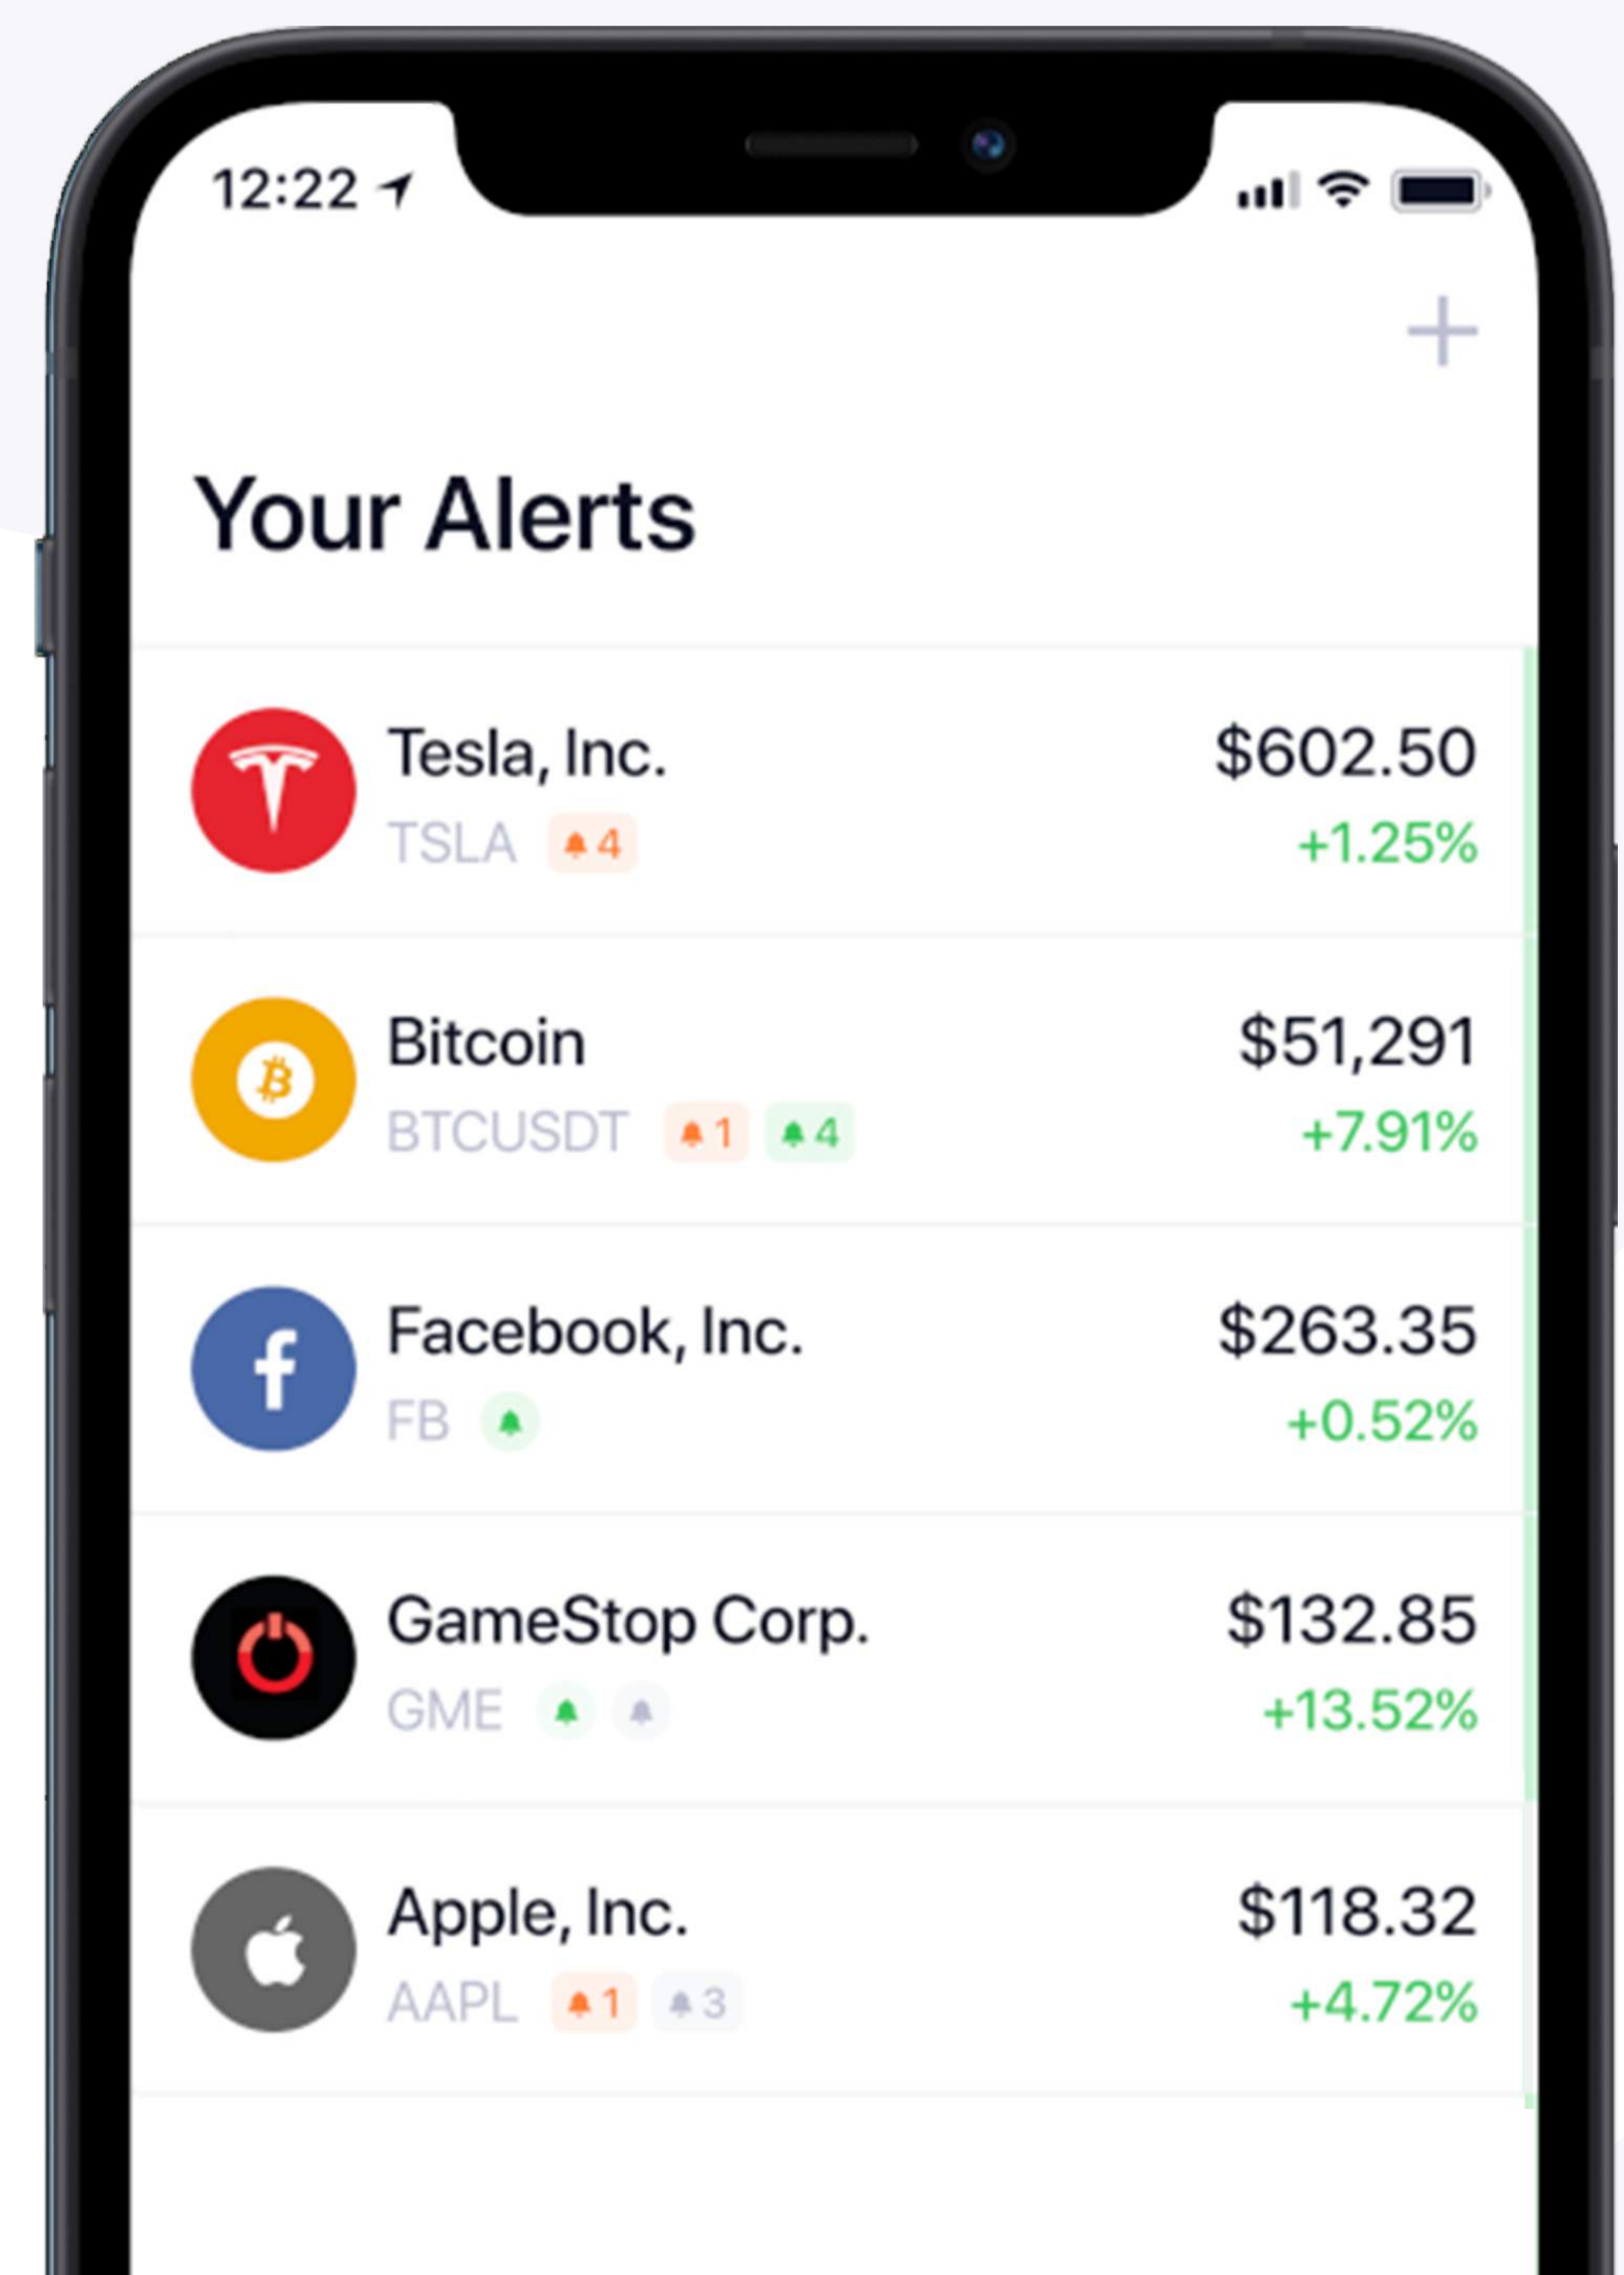 12:22
Your Alerts
Tesla, Inc. $602.50
TSLA 4 +1.25%
Bitcoin $51,291
BTCUSDT 1 4 +7.91%
Facebook, Inc. $263.35
FB +0.52%
GameStop Corp. $132.85
GME +13.52%
Apple, Inc. $118.32
AAPL 1 3 +4.72%